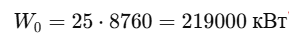 W₀ = 25 · 8760 = 219000 кВт